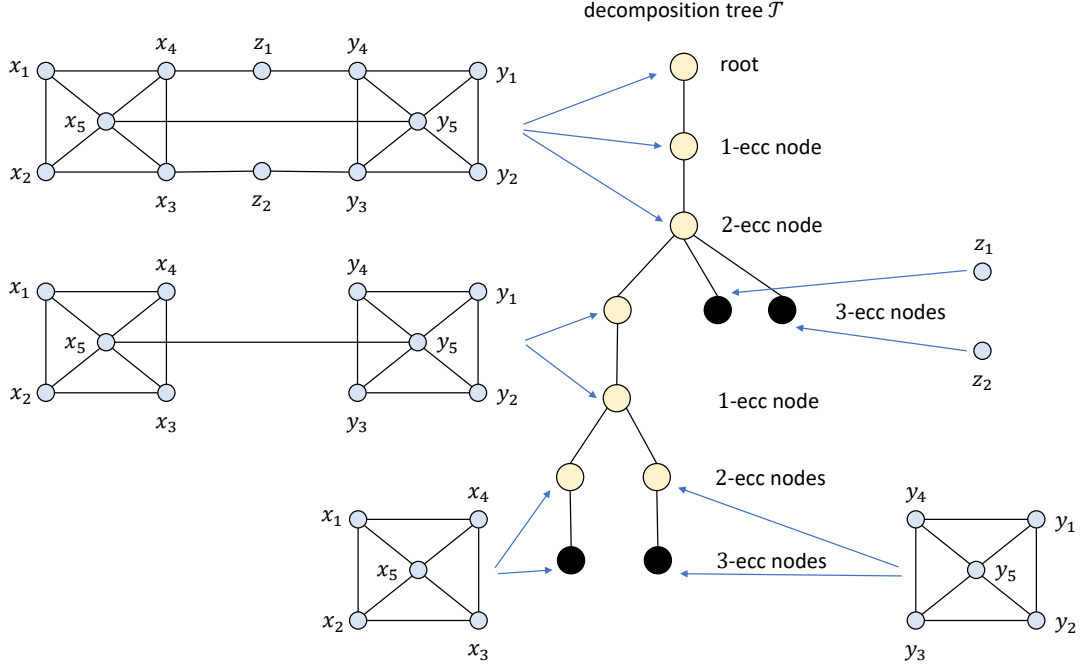 decomposition tree 𝒯
x₁
x₄
z₁
y₄
y₁
root
x₅
y₅
1-ecc node
x₂
x₃
z₂
y₃
y₂
2-ecc node
z₁
x₁
x₄
y₄
y₁
3-ecc nodes
x₅
y₅
z₂
x₂
x₃
y₃
y₂
1-ecc node
2-ecc nodes
x₁
x₄
y₄
y₁
x₅
3-ecc nodes
y₅
x₂
x₃
y₃
y₂